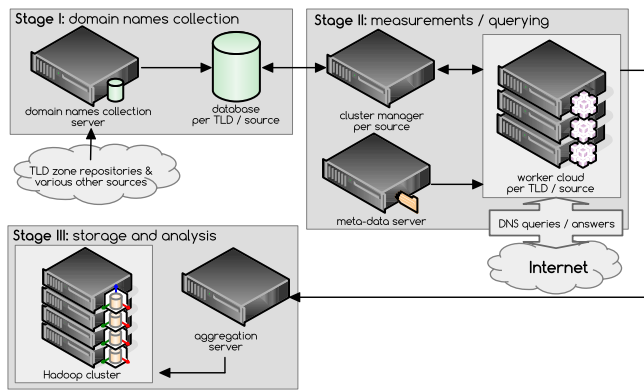 Stage I: domain names collection
domain names collection
server
database
per TLD / source
TLD zone repositories &
various other sources
Stage II: measurements / querying
cluster manager
per source
worker cloud
per TLD / source
meta-data server
DNS queries / answers
Internet
Stage III: storage and analysis
Hadoop cluster
aggregation
server